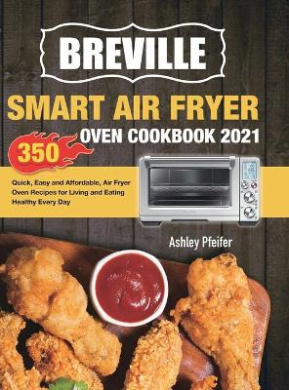 BREVILLE
SMART AIR FRYER
OVEN COOKBOOK 2021
350
Quick, Easy and Affordable, Air Fryer
Oven Recipes for Living and Eating
Healthy Every Day
Ashley Pfeifer